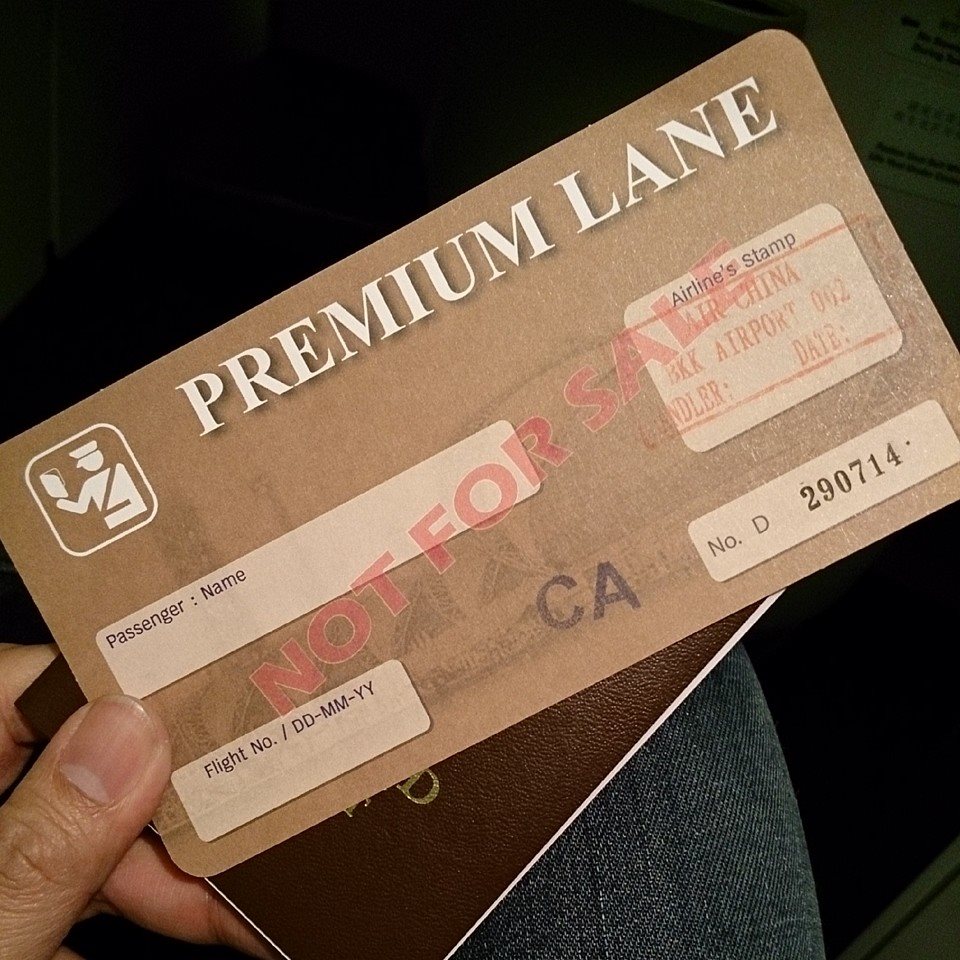 PREMIUM LANE
Airline's Stamp
AIR CHINA
BKK AIRPORT 002
NDLER: DATE:
NOT FOR SALE
Passenger : Name
No. D 290714
CA
Flight No. / DD-MM-YY